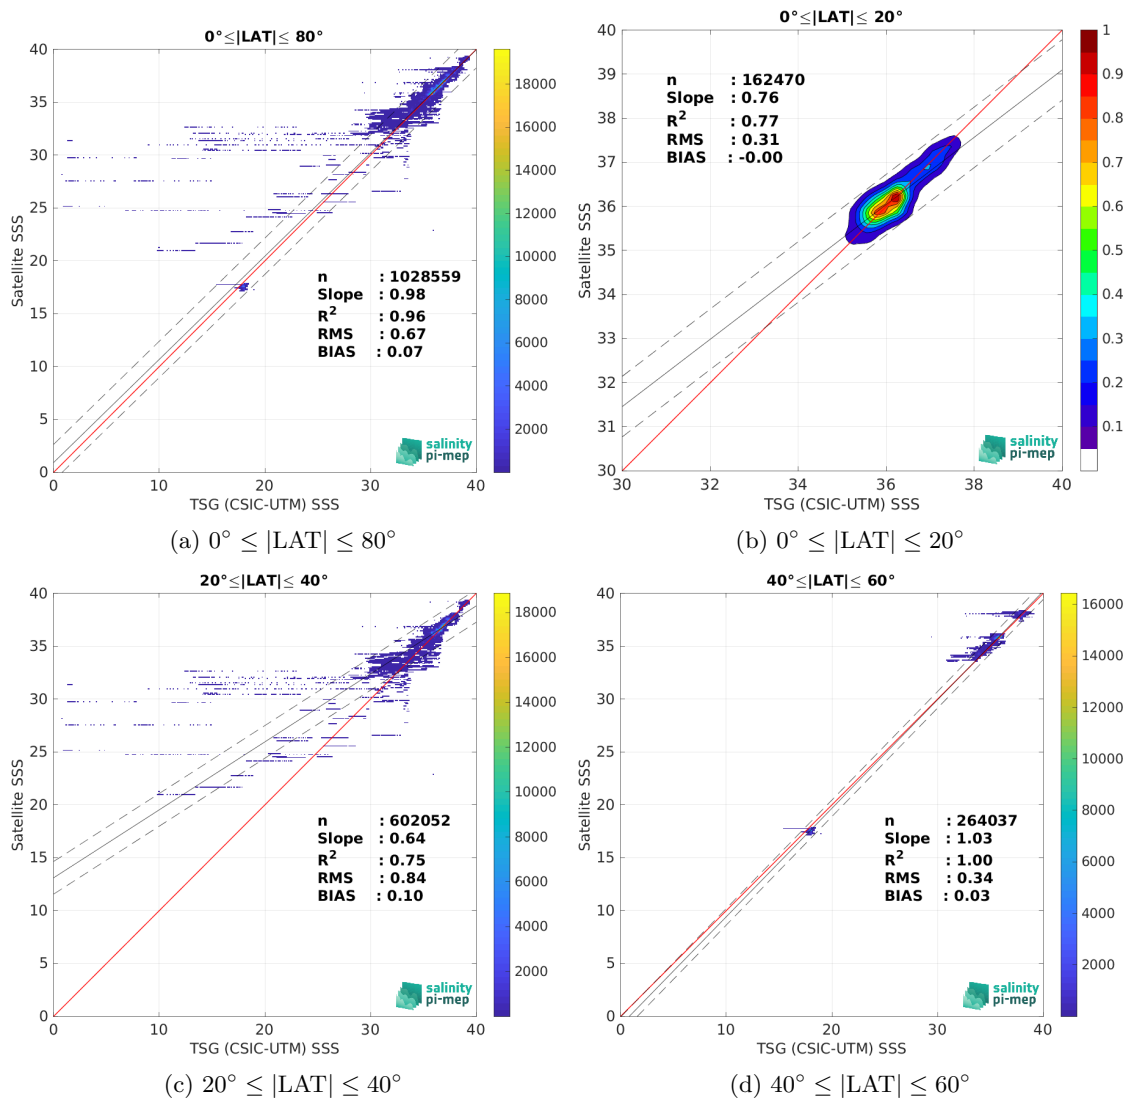 0°≤|LAT|≤ 80°
Satellite SSS
40
35
30
25
20
15
10
5
0
0
10
20
30
40
TSG (CSIC-UTM) SSS
n : 1028559
Slope : 0.98
R² : 0.96
RMS : 0.67
BIAS : 0.07
18000
16000
14000
12000
10000
8000
6000
4000
2000
salinity
pi-mep
(a) 0° ≤ |LAT| ≤ 80°
0°≤|LAT|≤ 20°
Satellite SSS
40
39
38
37
36
35
34
33
32
31
30
30
32
34
36
38
40
TSG (CSIC-UTM) SSS
n : 162470
Slope : 0.76
R² : 0.77
RMS : 0.31
BIAS : -0.00
1
0.9
0.8
0.7
0.6
0.5
0.4
0.3
0.2
0.1
salinity
pi-mep
(b) 0° ≤ |LAT| ≤ 20°
20°≤|LAT|≤ 40°
Satellite SSS
40
35
30
25
20
15
10
5
0
0
10
20
30
40
TSG (CSIC-UTM) SSS
n : 602052
Slope : 0.64
R² : 0.75
RMS : 0.84
BIAS : 0.10
18000
16000
14000
12000
10000
8000
6000
4000
2000
salinity
pi-mep
(c) 20° ≤ |LAT| ≤ 40°
40°≤|LAT|≤ 60°
Satellite SSS
40
35
30
25
20
15
10
5
0
0
10
20
30
40
TSG (CSIC-UTM) SSS
n : 264037
Slope : 1.03
R² : 1.00
RMS : 0.34
BIAS : 0.03
16000
14000
12000
10000
8000
6000
4000
2000
salinity
pi-mep
(d) 40° ≤ |LAT| ≤ 60°